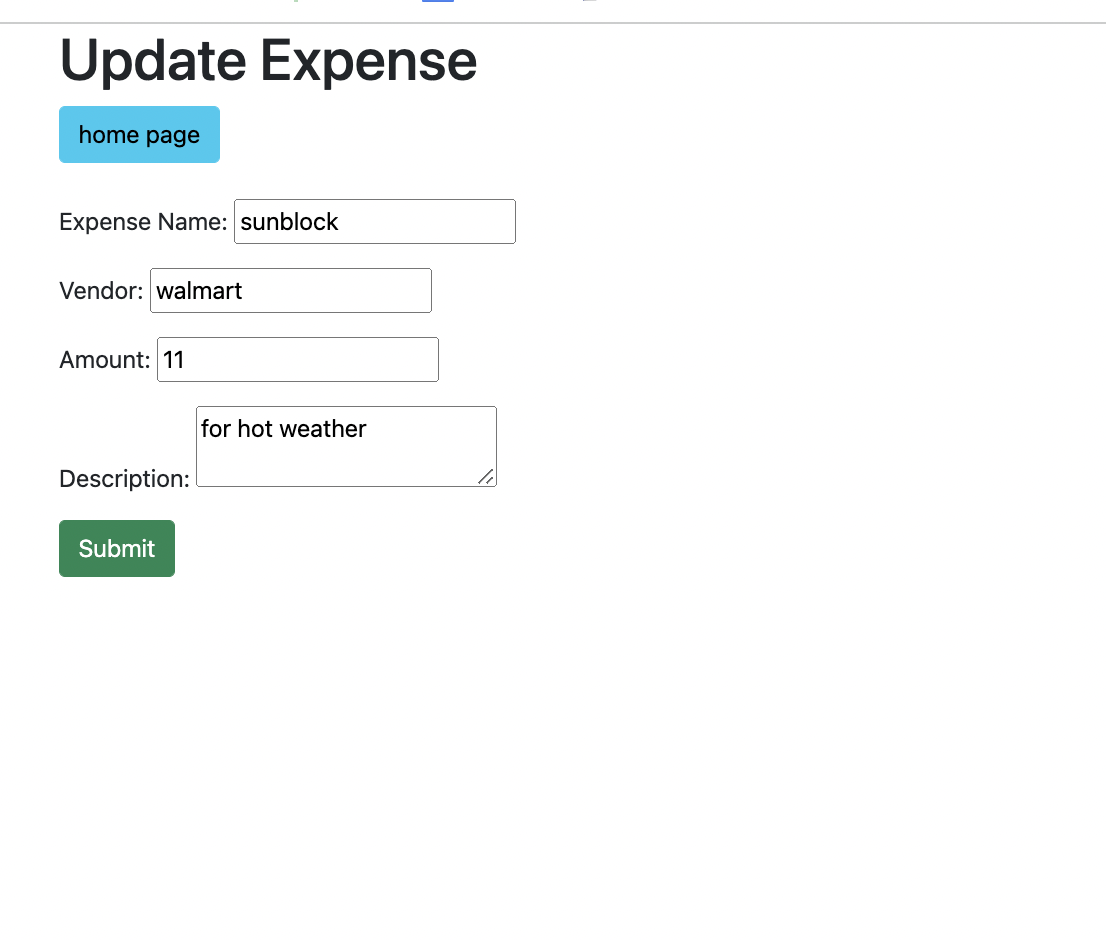 Update Expense
home page
Expense Name: sunblock
Vendor: walmart
Amount: 11
for hot weather
Description:
Submit